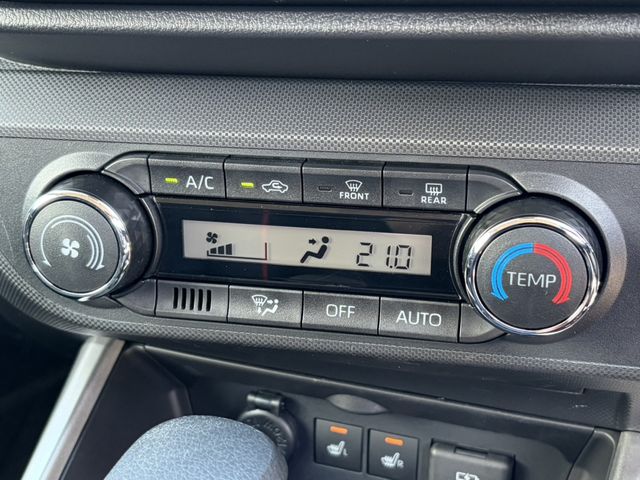 A/C
FRONT
REAR
21.0
TEMP
OFF
AUTO
L
R